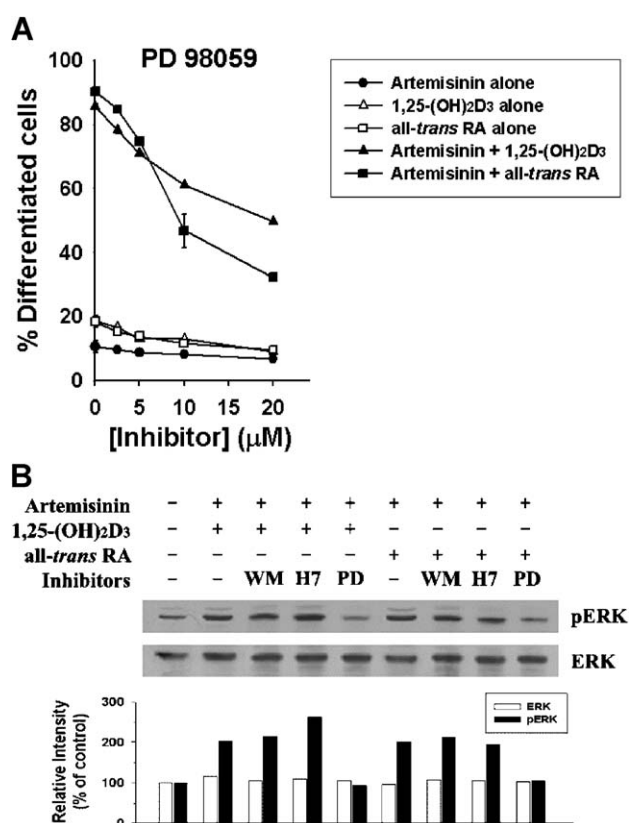 A
PD 98059
100
80
60
40
20
0
% Differentiated cells
0 5 10 15 20
[Inhibitor] (μM)
Artemisinin alone
1,25-(OH)2D3 alone
all-trans RA alone
Artemisinin + 1,25-(OH)2D3
Artemisinin + all-trans RA
B
Artemisinin − + + + + + + + +
1,25-(OH)2D3 − + + + + − − − −
all-trans RA − − − − − + + + +
Inhibitors − − WM H7 PD − WM H7 PD
pERK
ERK
300
200
100
0
Relative Intensity
(% of control)
ERK
pERK